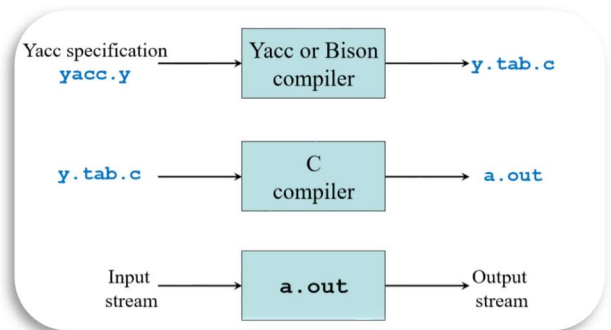 Yacc specification
yacc.y
Yacc or Bison
compiler
y.tab.c
y.tab.c
C
compiler
a.out
Input
stream
a.out
Output
stream